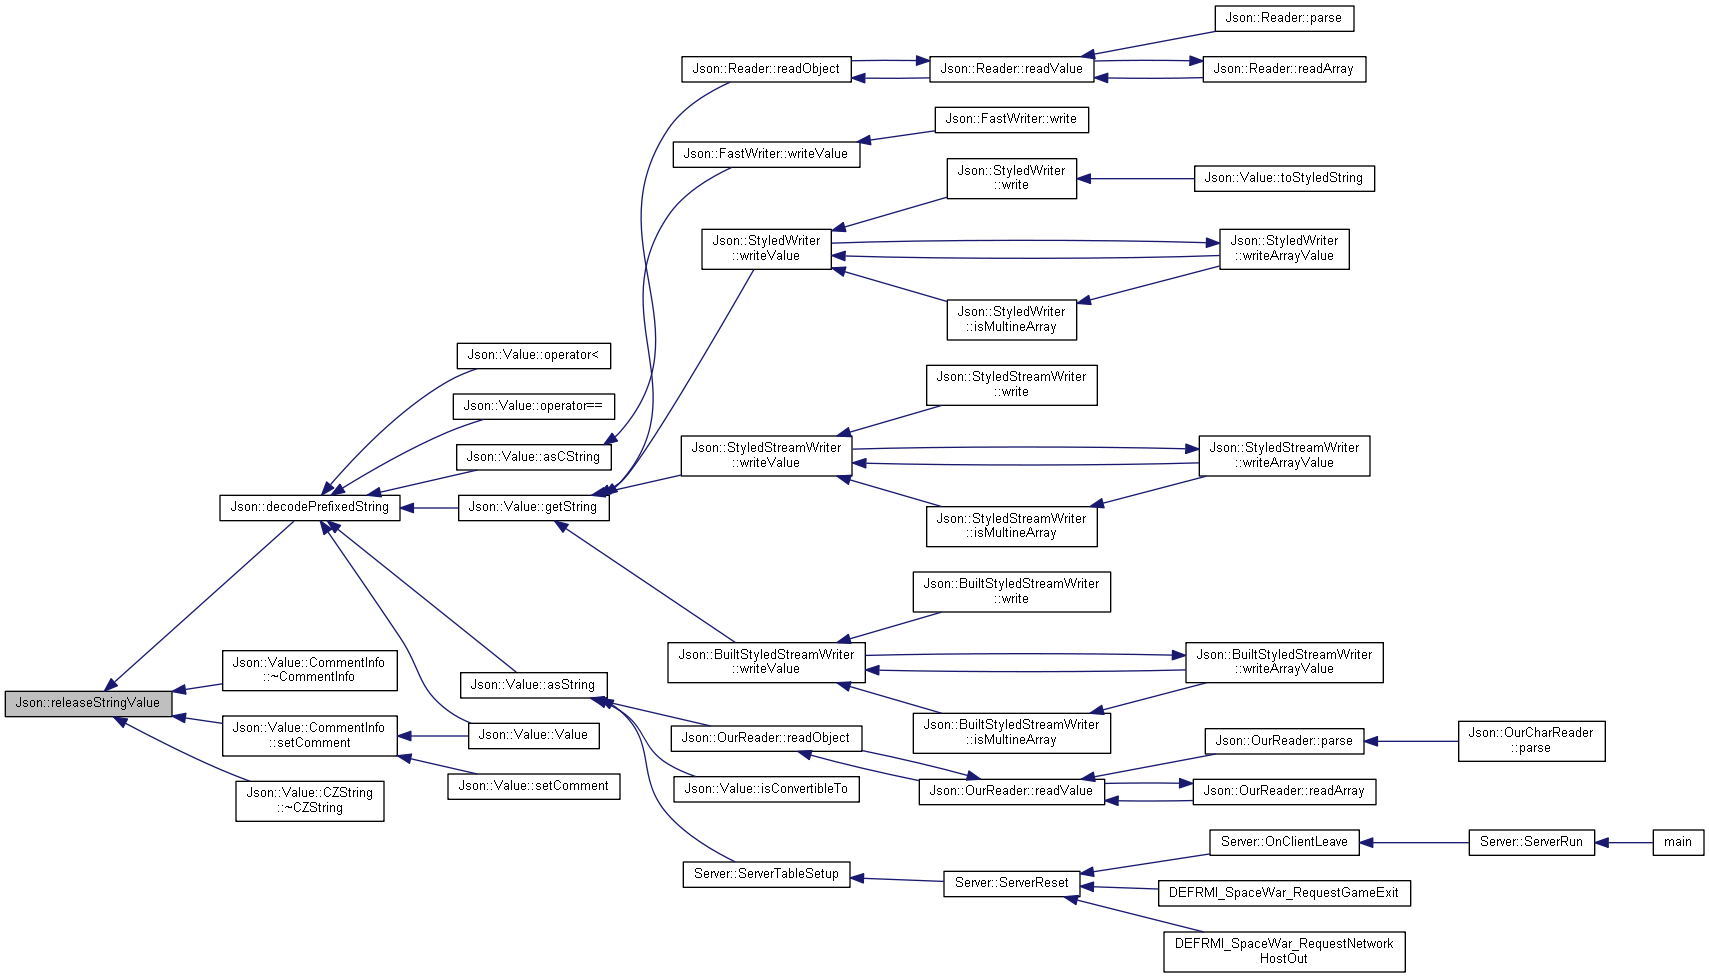 Json::Reader::parse
Json::Reader::readObject
Json::Reader::readValue
Json::Reader::readArray
Json::FastWriter::write
Json::FastWriter::writeValue
Json::StyledWriter
::write
Json::Value::toStyledString
Json::StyledWriter
::writeValue
Json::StyledWriter
::writeArrayValue
Json::StyledWriter
::isMultineArray
Json::Value::operator<
Json::StyledStreamWriter
::write
Json::Value::operator==
Json::Value::asCString
Json::StyledStreamWriter
::writeValue
Json::StyledStreamWriter
::writeArrayValue
Json::decodePrefixedString
Json::Value::getString
Json::StyledStreamWriter
::isMultineArray
Json::BuiltStyledStreamWriter
::write
Json::Value::CommentInfo
::~CommentInfo
Json::BuiltStyledStreamWriter
::writeValue
Json::BuiltStyledStreamWriter
::writeArrayValue
Json::Value::asString
Json::releaseStringValue
Json::Value::CommentInfo
::setComment
Json::Value::Value
Json::OurReader::readObject
Json::BuiltStyledStreamWriter
::isMultineArray
Json::OurReader::parse
Json::OurCharReader
::parse
Json::Value::setComment
Json::Value::isConvertibleTo
Json::OurReader::readValue
Json::OurReader::readArray
Json::Value::CZString
::~CZString
Server::OnClientLeave
Server::ServerRun
main
Server::ServerTableSetup
Server::ServerReset
DEFRMI_SpaceWar_RequestGameExit
DEFRMI_SpaceWar_RequestNetwork
HostOut